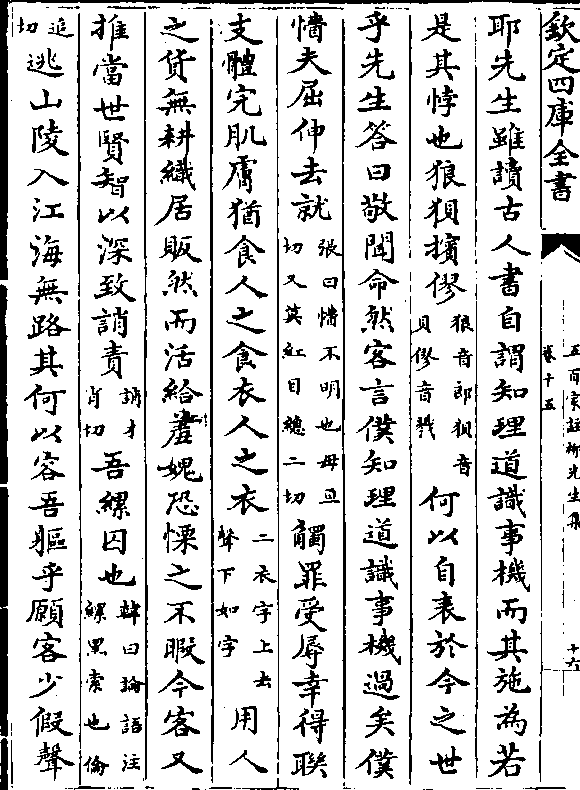 欽定四庫全書
五百家註柳先生集
卷十五
十六
耶先生雖讀古人書自謂知理道識事機而其施為若
是其悖也狼狽擯僇狼音郎狽音貝僇音戮何以自表於今之世
乎先生答曰敬聞命然客言僕知理道識事機過矣僕
懵夫屈伸去就張曰懵不明也毋亘切又莫紅目總二切觸罪受辱幸得聯
支體完肌膚猶食人之食衣人之衣二衣字上去聲下如字用人
之貨無耕織居販然而活給羞媿恐慄之不暇今客又
推當世賢智以深致誚責誚才肖切吾縲囚也韓曰論語注縲黑索也倫
追切逃山陵入江海無路其何以容吾軀乎願客少假聲